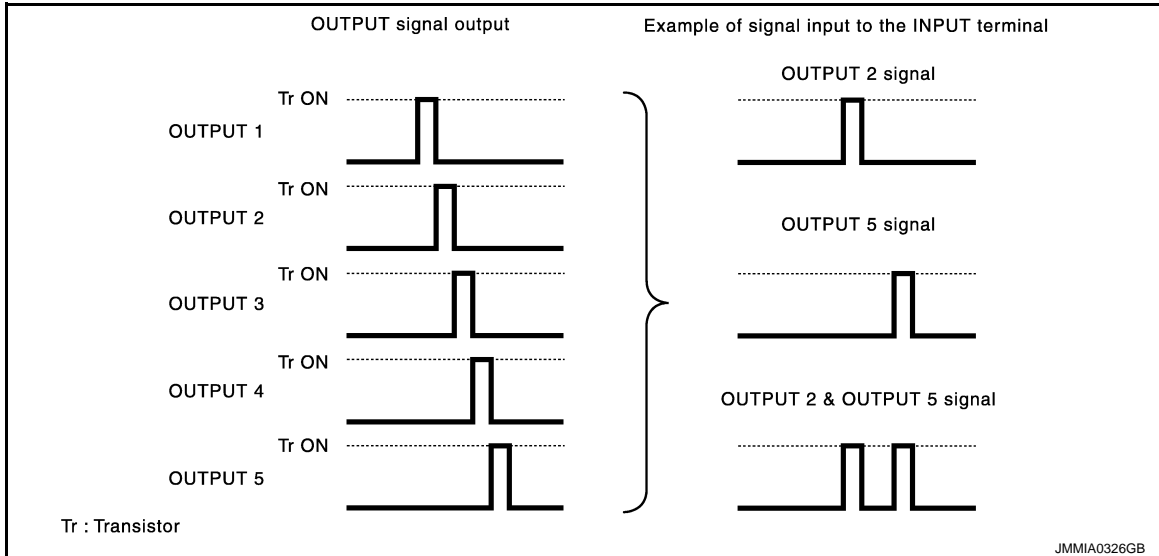 OUTPUT signal output
Example of signal input to the INPUT terminal
Tr ON
OUTPUT 1
Tr ON
OUTPUT 2
Tr ON
OUTPUT 3
Tr ON
OUTPUT 4
Tr ON
OUTPUT 5
OUTPUT 2 signal
OUTPUT 5 signal
OUTPUT 2 & OUTPUT 5 signal
Tr : Transistor
JMMIA0326GB